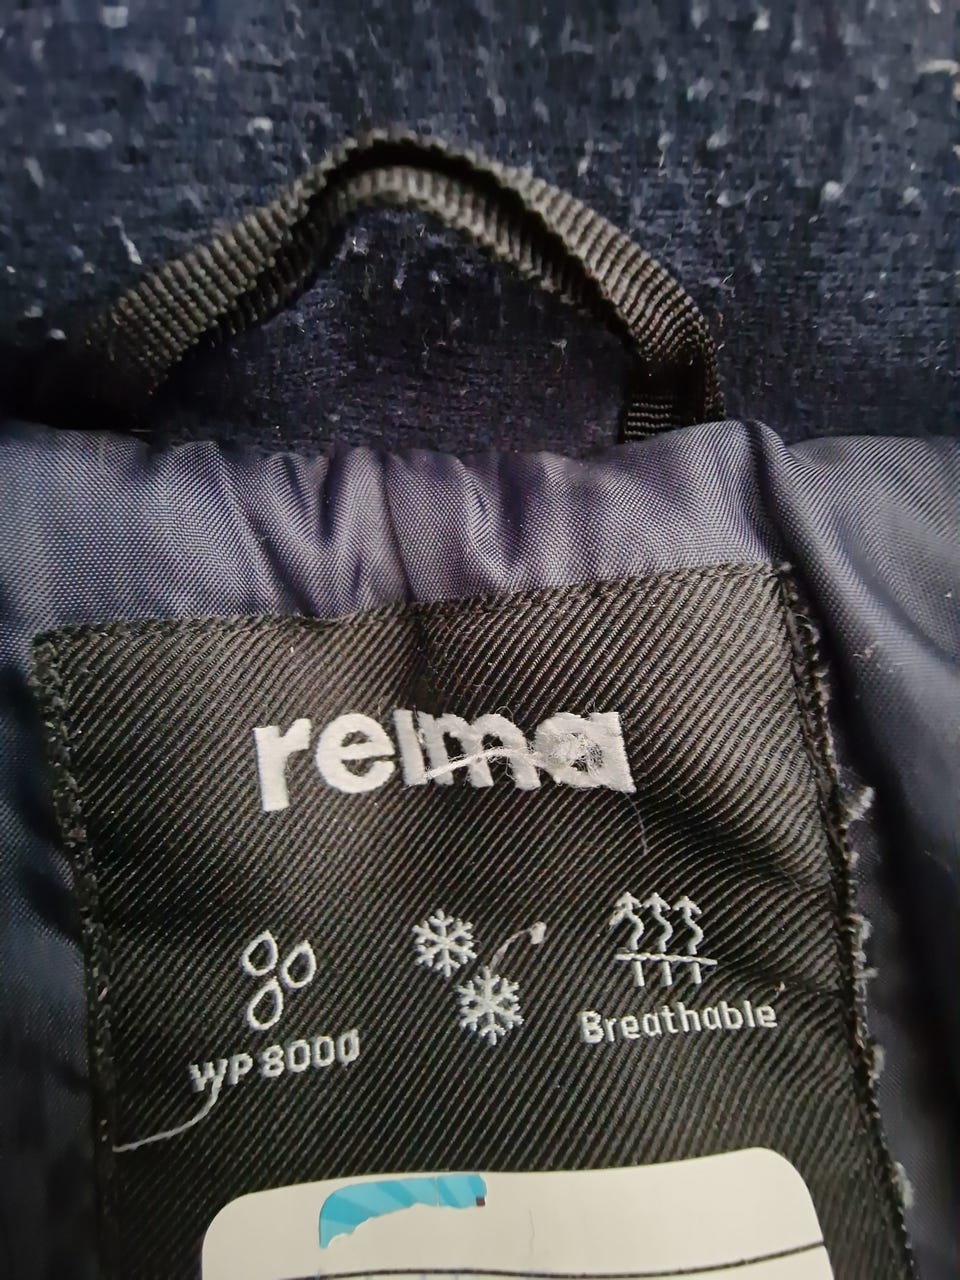 reima
WP 8000
Breathable